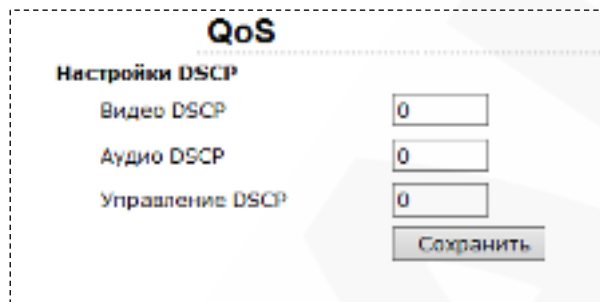 QoS
Настройки DSCP
Видео DSCP 0
Аудио DSCP 0
Управление DSCP 0
Сохранить